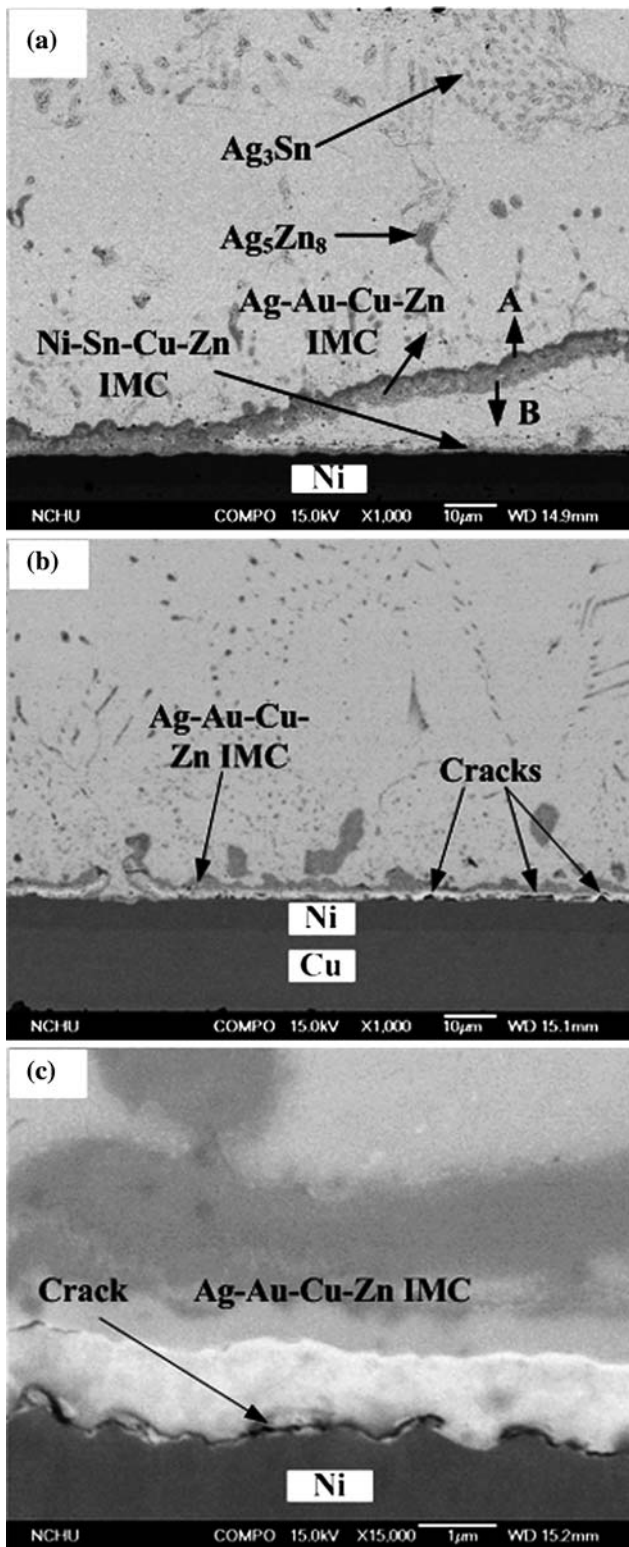 (a)
Ag3Sn
Ag5Zn8
Ag-Au-Cu-Zn
IMC
A
Ni-Sn-Cu-Zn
IMC
B
Ni
NCHU COMPO 15.0kV X1,000 10µm WD 14.9mm
(b)
Ag-Au-Cu-
Zn IMC
Cracks
Ni
Cu
NCHU COMPO 15.0kV X1,000 10µm WD 15.1mm
(c)
Crack Ag-Au-Cu-Zn IMC
Ni
NCHU COMPO 15.0kV X15,000 1µm WD 15.2mm